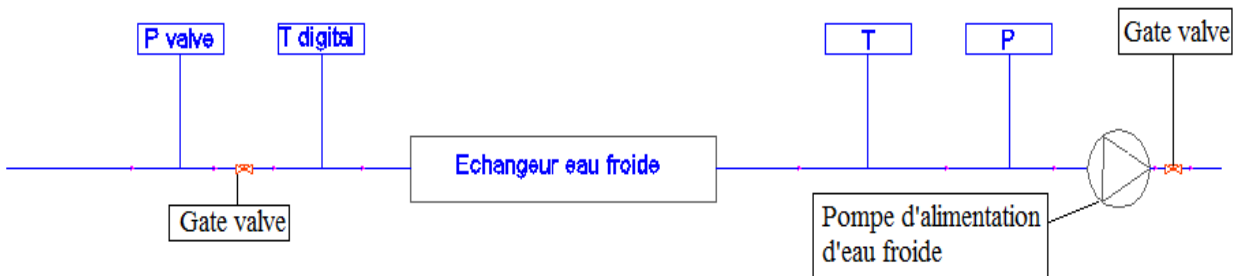 P valve
T digital
T
P
Gate valve
Echangeur eau froide
Gate valve
Pompe d'alimentation
d'eau froide